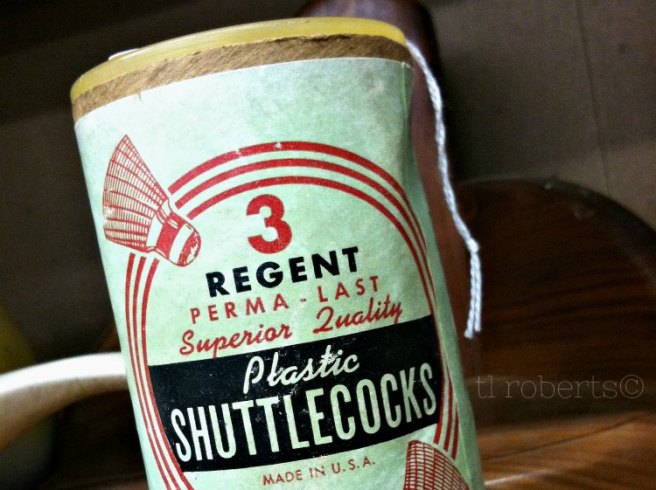 3
REGENT
PERMA-LAST
Superior Quality
Plastic
SHUTTLECOCKS
MADE IN U.S.A.
tl roberts©